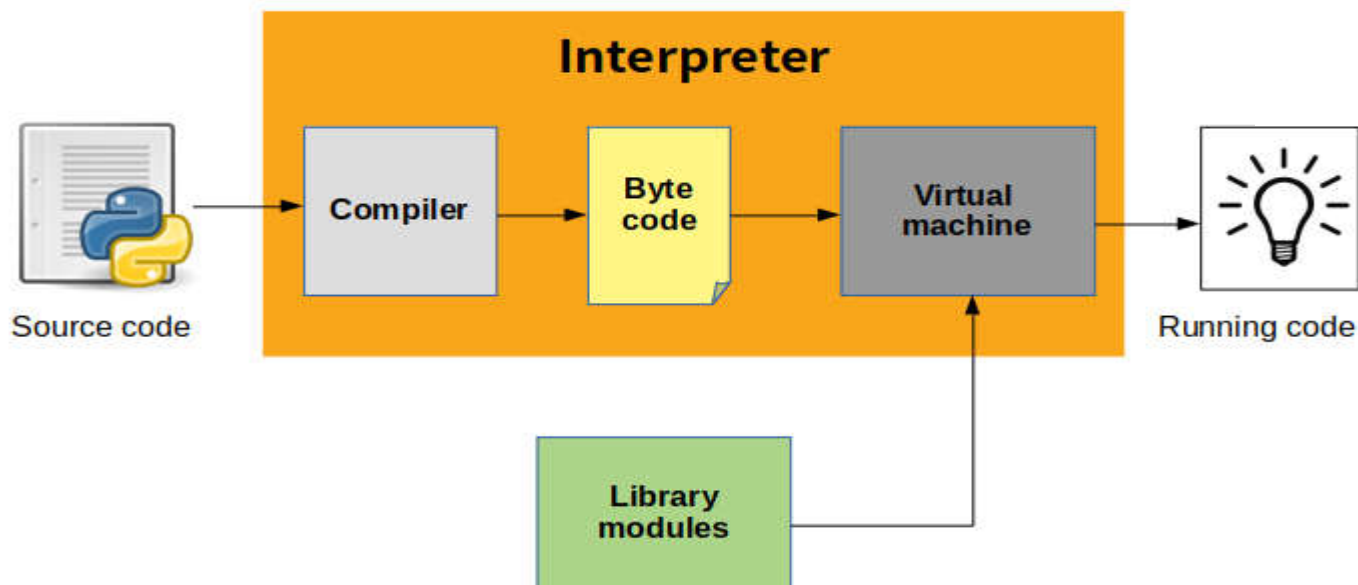 Interpreter
Compiler
Byte
code
Virtual
machine
Source code
Running code
Library
modules